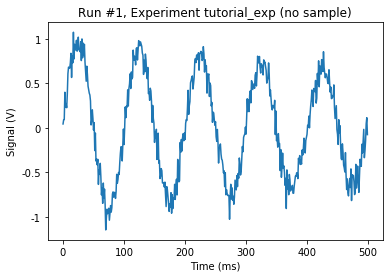 Run #1, Experiment tutorial_exp (no sample)
1
0.5
0
-0.5
-1
Signal (V)
0 100 200 300 400 500
Time (ms)